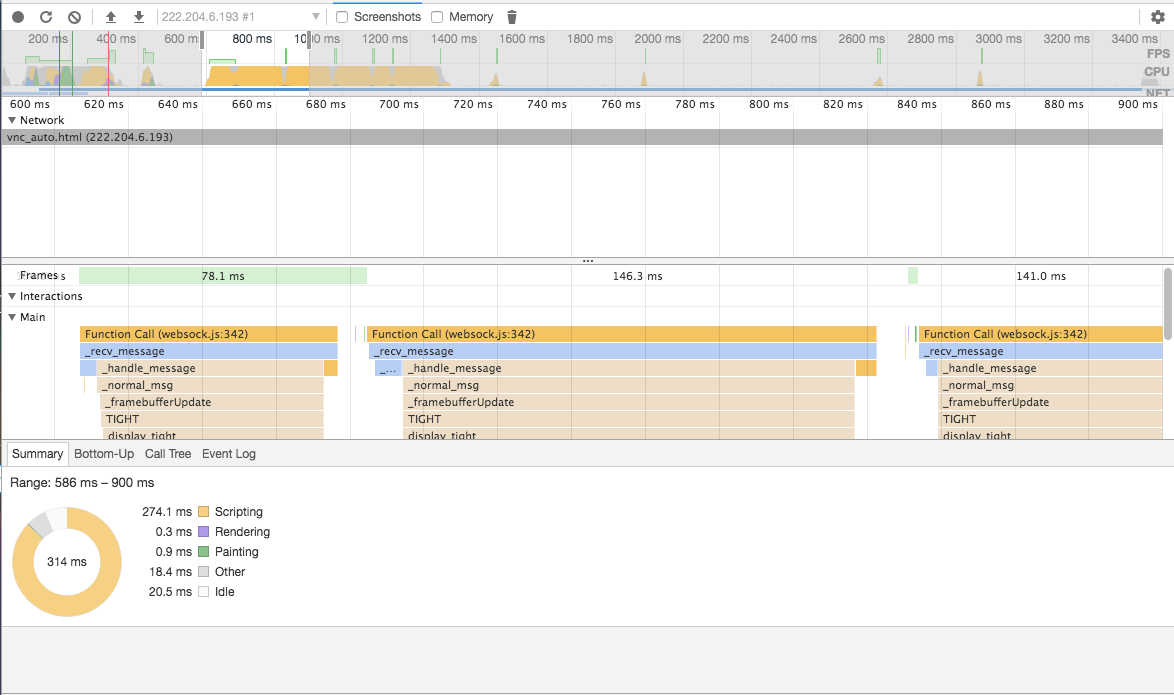 222.204.6.193 #1 Screenshots Memory
200 ms 400 ms 600 ms 800 ms 1000 ms 1200 ms 1400 ms 1600 ms 1800 ms 2000 ms 2200 ms 2400 ms 2600 ms 2800 ms 3000 ms 3200 ms 3400 ms
FPS
CPU
NET
600 ms 620 ms 640 ms 660 ms 680 ms 700 ms 720 ms 740 ms 760 ms 780 ms 800 ms 820 ms 840 ms 860 ms 880 ms 900 ms
Network
vnc_auto.html (222.204.6.193)
...
Frames s 78.1 ms 146.3 ms 141.0 ms
Interactions
Main
Function Call (websock.js:342) Function Call (websock.js:342) Function Call (websock.js:342)
_recv_message _recv_message _recv_message
_handle_message _... _handle_message _handle_message
_normal_msg _normal_msg _normal_msg
_framebufferUpdate _framebufferUpdate _framebufferUpdate
TIGHT TIGHT TIGHT
display_tight display_tight display_tight
Summary Bottom-Up Call Tree Event Log
Range: 586 ms – 900 ms
274.1 ms Scripting
0.3 ms Rendering
314 ms
0.9 ms Painting
18.4 ms Other
20.5 ms Idle